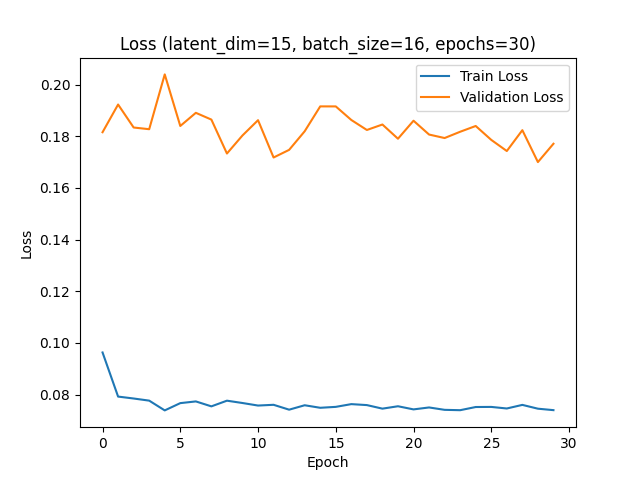 Loss (latent_dim=15, batch_size=16, epochs=30)
Train Loss
Validation Loss
0.20
0.18
0.16
0.14
0.12
0.10
0.08
Loss
0 5 10 15 20 25 30
Epoch